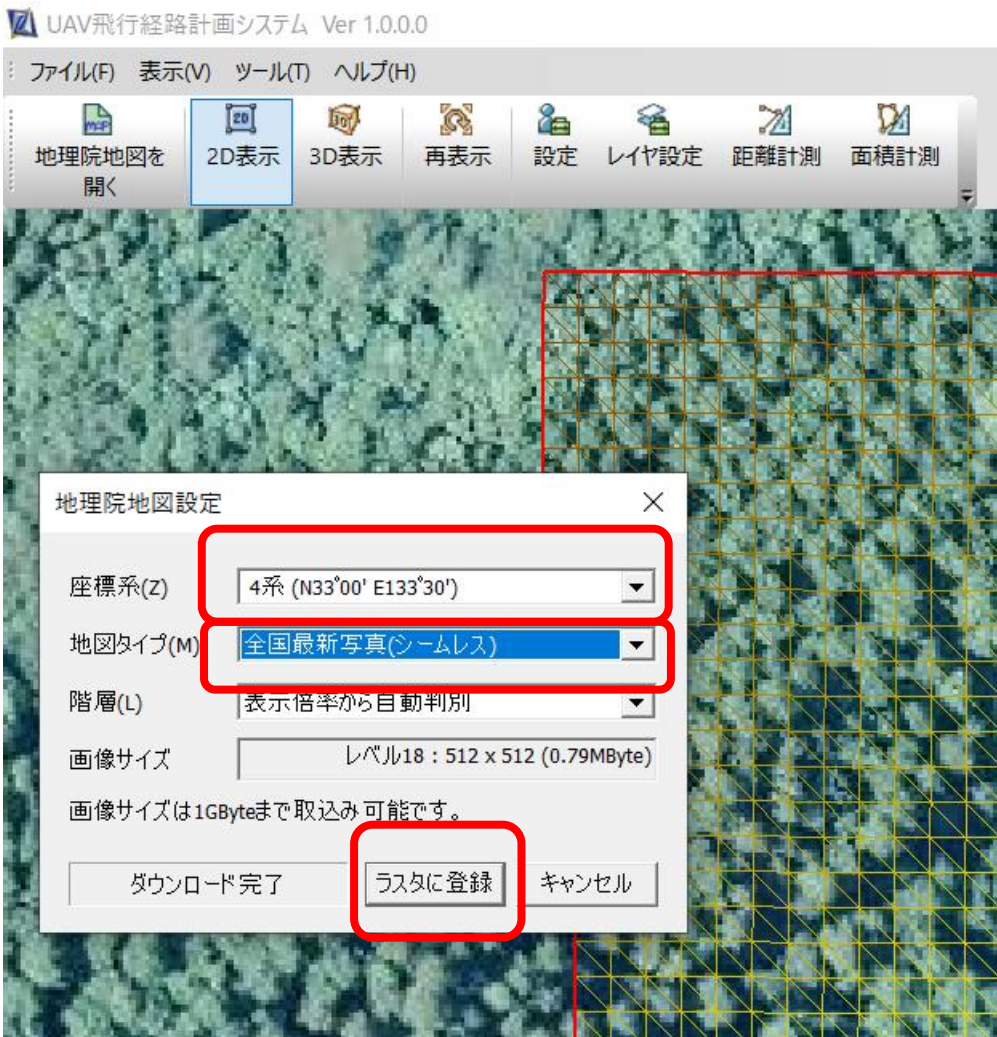 UAV飛行経路計画システム Ver 1.0.0.0
ファイル(F) 表示(V) ツール(T) ヘルプ(H)
地理院地図を開く 2D表示 3D表示 再表示 設定 レイヤ設定 距離計測 面積計測
地理院地図設定
座標系(Z) 4系 (N33°00' E133°30')
地図タイプ(M) 全国最新写真(シームレス)
階層(L) 表示倍率から自動判別
画像サイズ レベル18 : 512 x 512 (0.79MByte)
画像サイズは1GByteまで取込み可能です。
ダウンロード完了 ラスタに登録 キャンセル